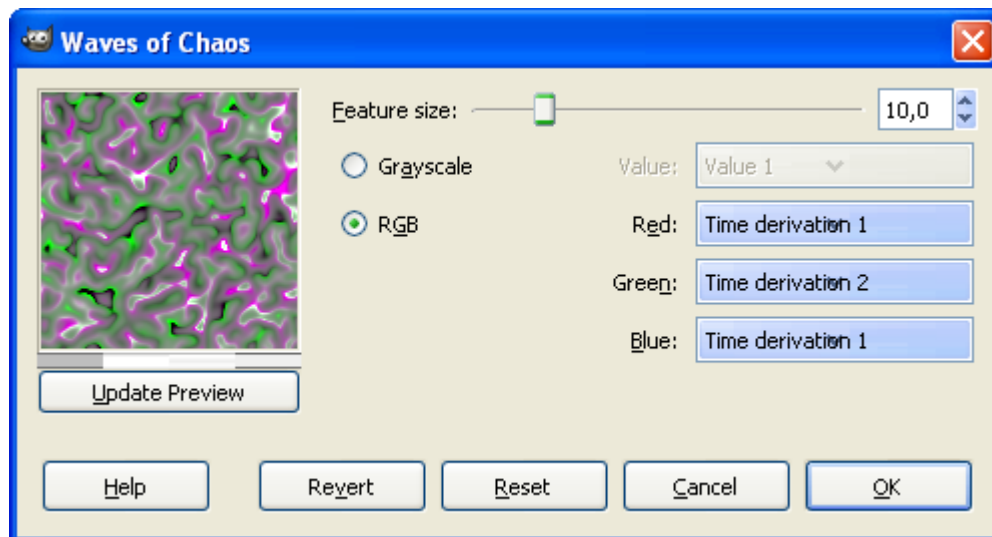 Waves of Chaos
Feature size: 10,0
Grayscale Value: Value 1
RGB Red: Time derivation 1
Green: Time derivation 2
Blue: Time derivation 1
Update Preview
Help Revert Reset Cancel OK